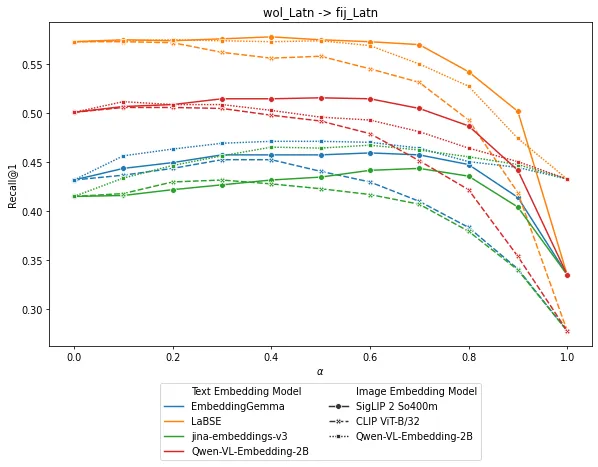 wol_Latn -> fij_Latn
Recall@1
0.55
0.50
0.45
0.40
0.35
0.30
0.0 0.2 0.4 0.6 0.8 1.0
α
Text Embedding Model
EmbeddingGemma
LaBSE
jina-embeddings-v3
Qwen-VL-Embedding-2B
Image Embedding Model
SigLIP 2 So400m
CLIP ViT-B/32
Qwen-VL-Embedding-2B